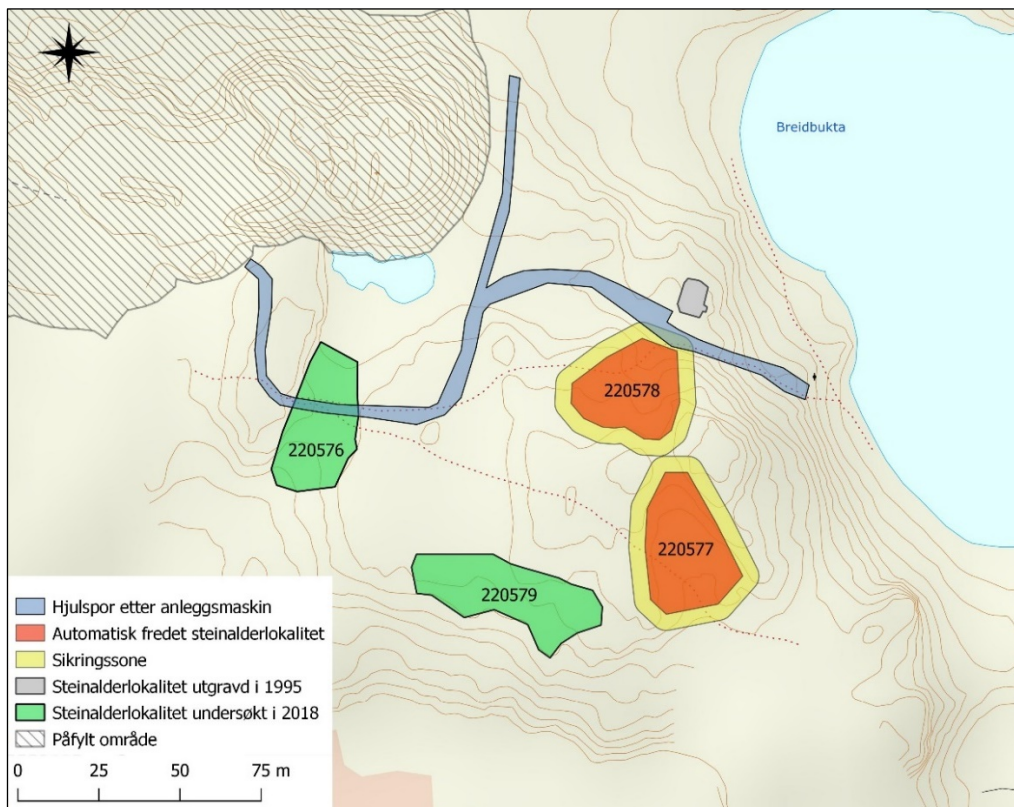 Breidbukta
220578
220576
220577
220579
Hjulspor etter anleggsmaskin
Automatisk fredet steinalderlokalitet
Sikringssone
Steinalderlokalitet utgravd i 1995
Steinalderlokalitet undersøkt i 2018
Påfylt område
0 25 50 75 m